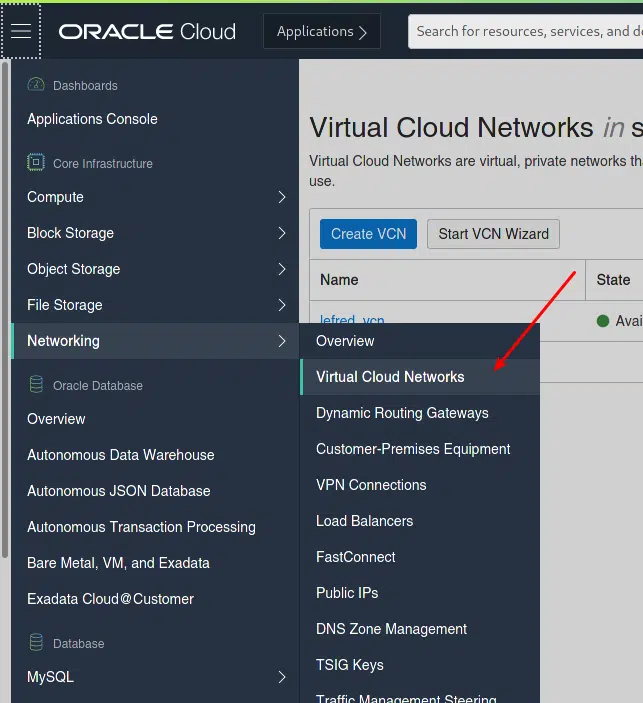 ORACLE Cloud
Applications
Search for resources, services, and
Dashboards
Applications Console
Core Infrastructure
Compute
Block Storage
Object Storage
File Storage
Networking
Oracle Database
Overview
Autonomous Data Warehouse
Autonomous JSON Database
Autonomous Transaction Processing
Bare Metal, VM, and Exadata
Exadata Cloud@Customer
Database
MySQL
Overview
Virtual Cloud Networks
Dynamic Routing Gateways
Customer-Premises Equipment
VPN Connections
Load Balancers
FastConnect
Public IPs
DNS Zone Management
TSIG Keys
Traffic Management Steering
Virtual Cloud Networks in
Virtual Cloud Networks are virtual, private networks
use.
Create VCN
Start VCN Wizard
Name
State
lefred_vcn